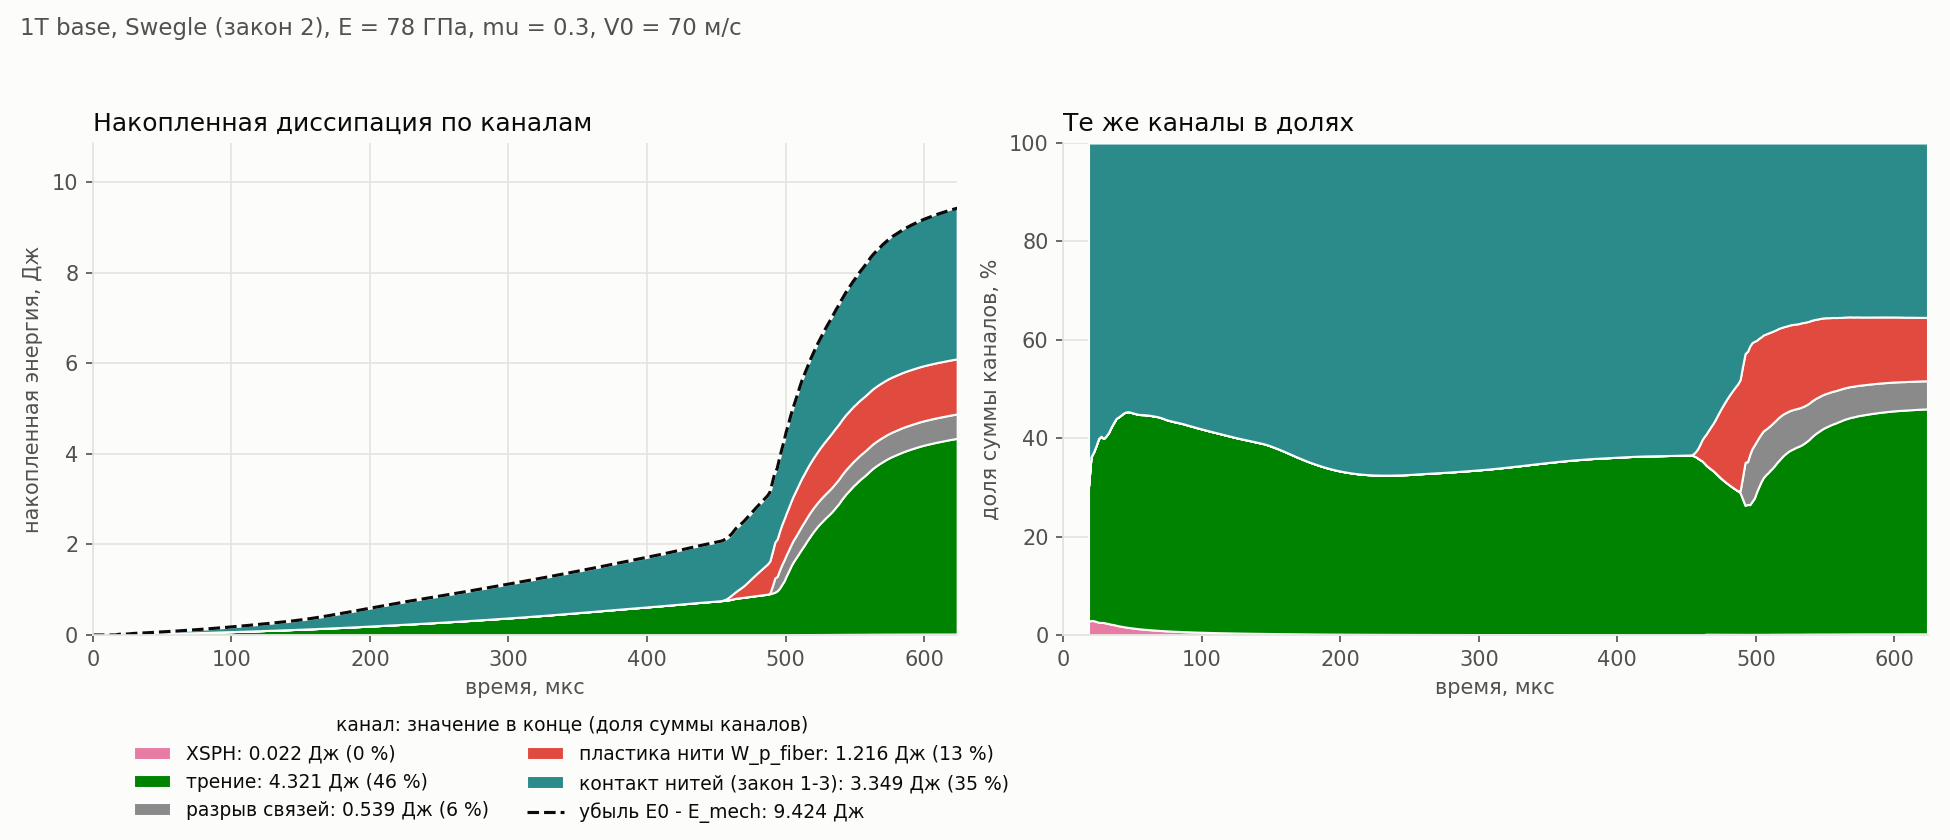 1T base, Swegle (закон 2), E = 78 ГПа, mu = 0.3, V0 = 70 м/с
Накопленная диссипация по каналам
накопленная энергия, Дж
10
8
6
4
2
0
0 100 200 300 400 500 600
время, мкс
Те же каналы в долях
доля суммы каналов, %
100
80
60
40
20
0
0 100 200 300 400 500 600
время, мкс
канал: значение в конце (доля суммы каналов)
XSPH: 0.022 Дж (0 %)
трение: 4.321 Дж (46 %)
разрыв связей: 0.539 Дж (6 %)
пластика нити W_p_fiber: 1.216 Дж (13 %)
контакт нитей (закон 1-3): 3.349 Дж (35 %)
убыль E0 - E_mech: 9.424 Дж